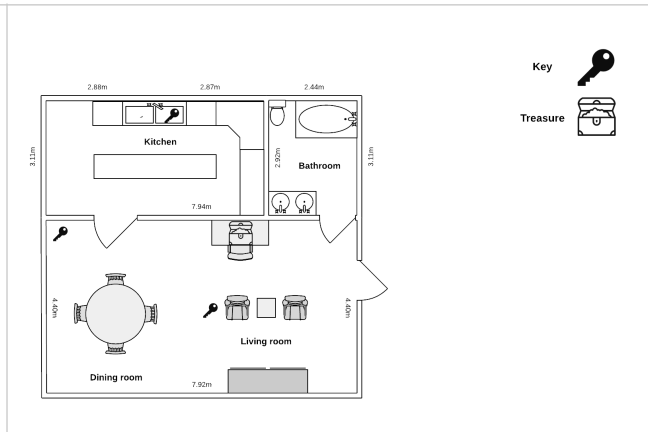 Key
Treasure
2.88m
2.87m
2.44m
3.11m
Kitchen
2.92m
Bathroom
3.11m
7.94m
4.40m
4.40m
Living room
Dining room
7.92m